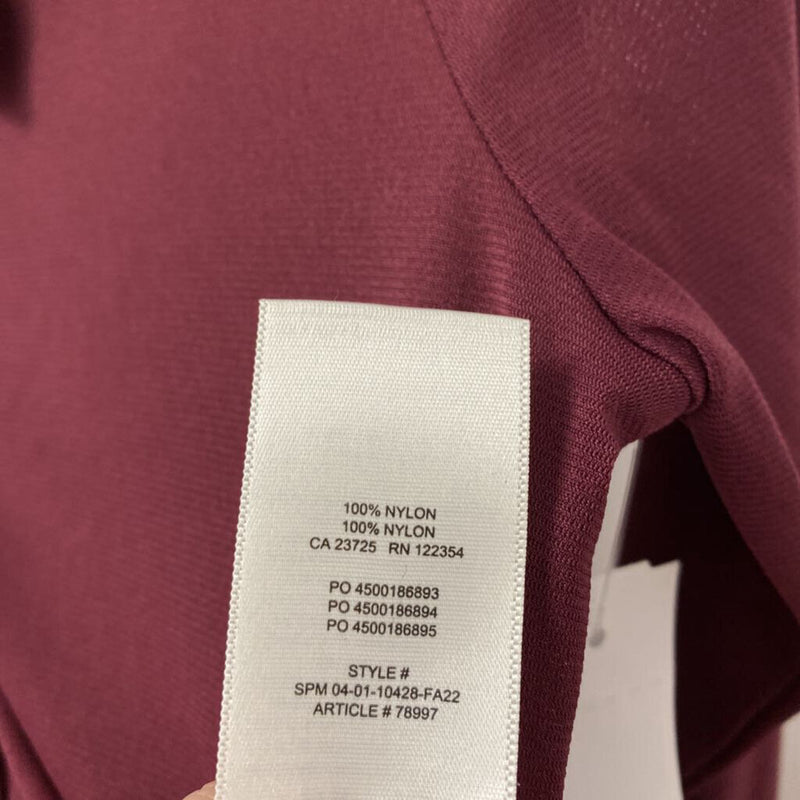 100% NYLON
100% NYLON
CA 23725 RN 122354
PO 4500186893
PO 4500186894
PO 4500186895
STYLE #
SPM 04-01-10428-FA22
ARTICLE # 78997